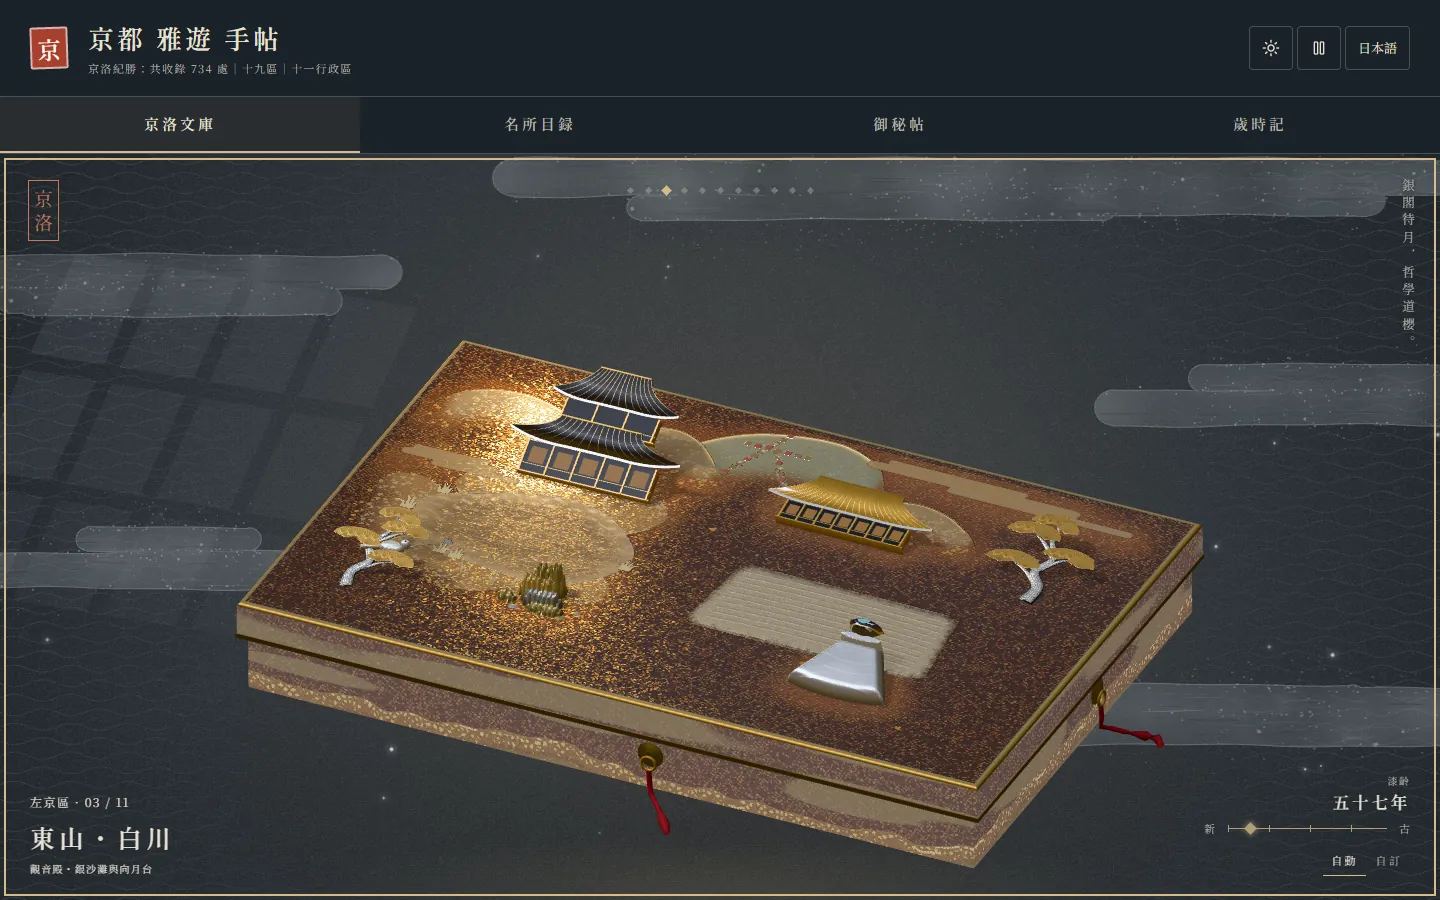 京
京都 雅遊 手帖
京洛紀勝：共收錄 734 處｜十九區｜十一行政區
日本語
京洛文庫
名所目録
御秘帖
歳時記
京洛
銀閣待月，哲學道櫻。
左京區 · 03 / 11
東山・白川
觀音殿・銀沙灘與向月台
漆齡
五十七年
新
古
自動
自訂